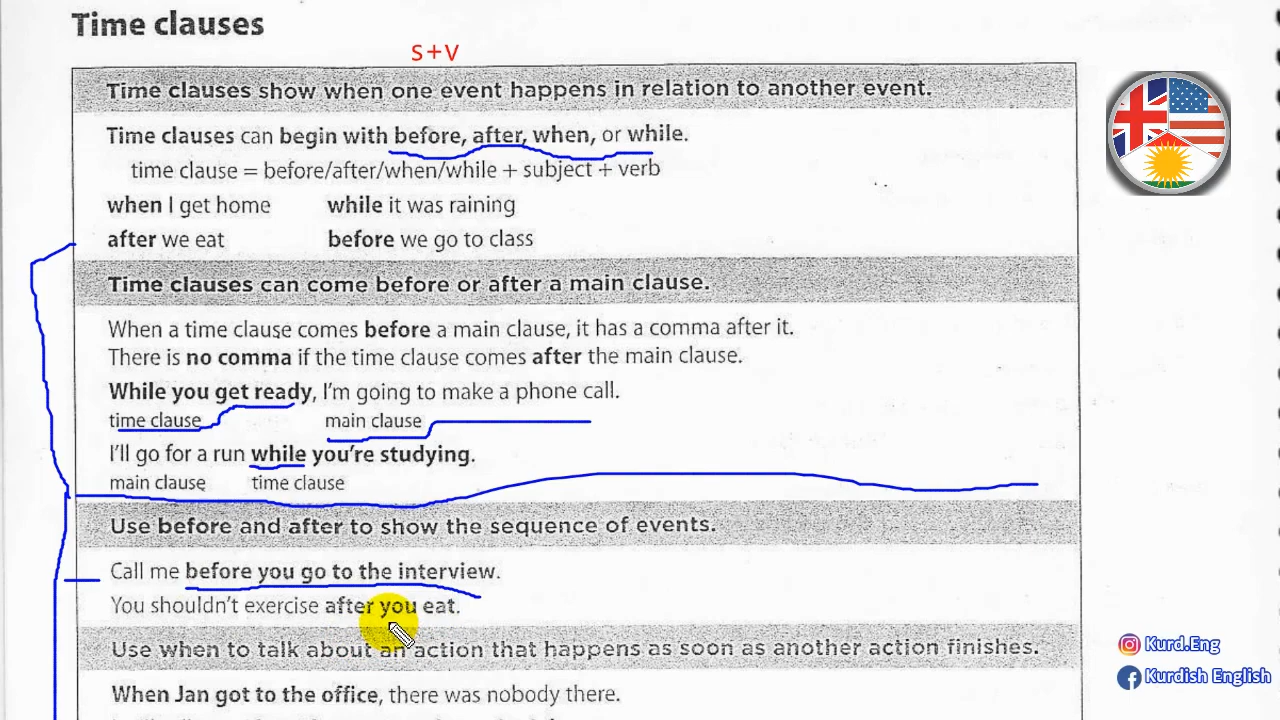 Time clauses
S+V
Time clauses show when one event happens in relation to another event.
Time clauses can begin with before, after, when, or while.
time clause = before/after/when/while + subject + verb
when I get home while it was raining
after we eat before we go to class
Time clauses can come before or after a main clause.
When a time clause comes before a main clause, it has a comma after it.
There is no comma if the time clause comes after the main clause.
While you get ready, I'm going to make a phone call.
time clause main clause
I'll go for a run while you're studying.
main clause time clause
Use before and after to show the sequence of events.
Call me before you go to the interview.
You shouldn't exercise after you eat.
Use when to talk about an action that happens as soon as another action finishes.
When Jan got to the office, there was nobody there.
Kurd.Eng
Kurdish English